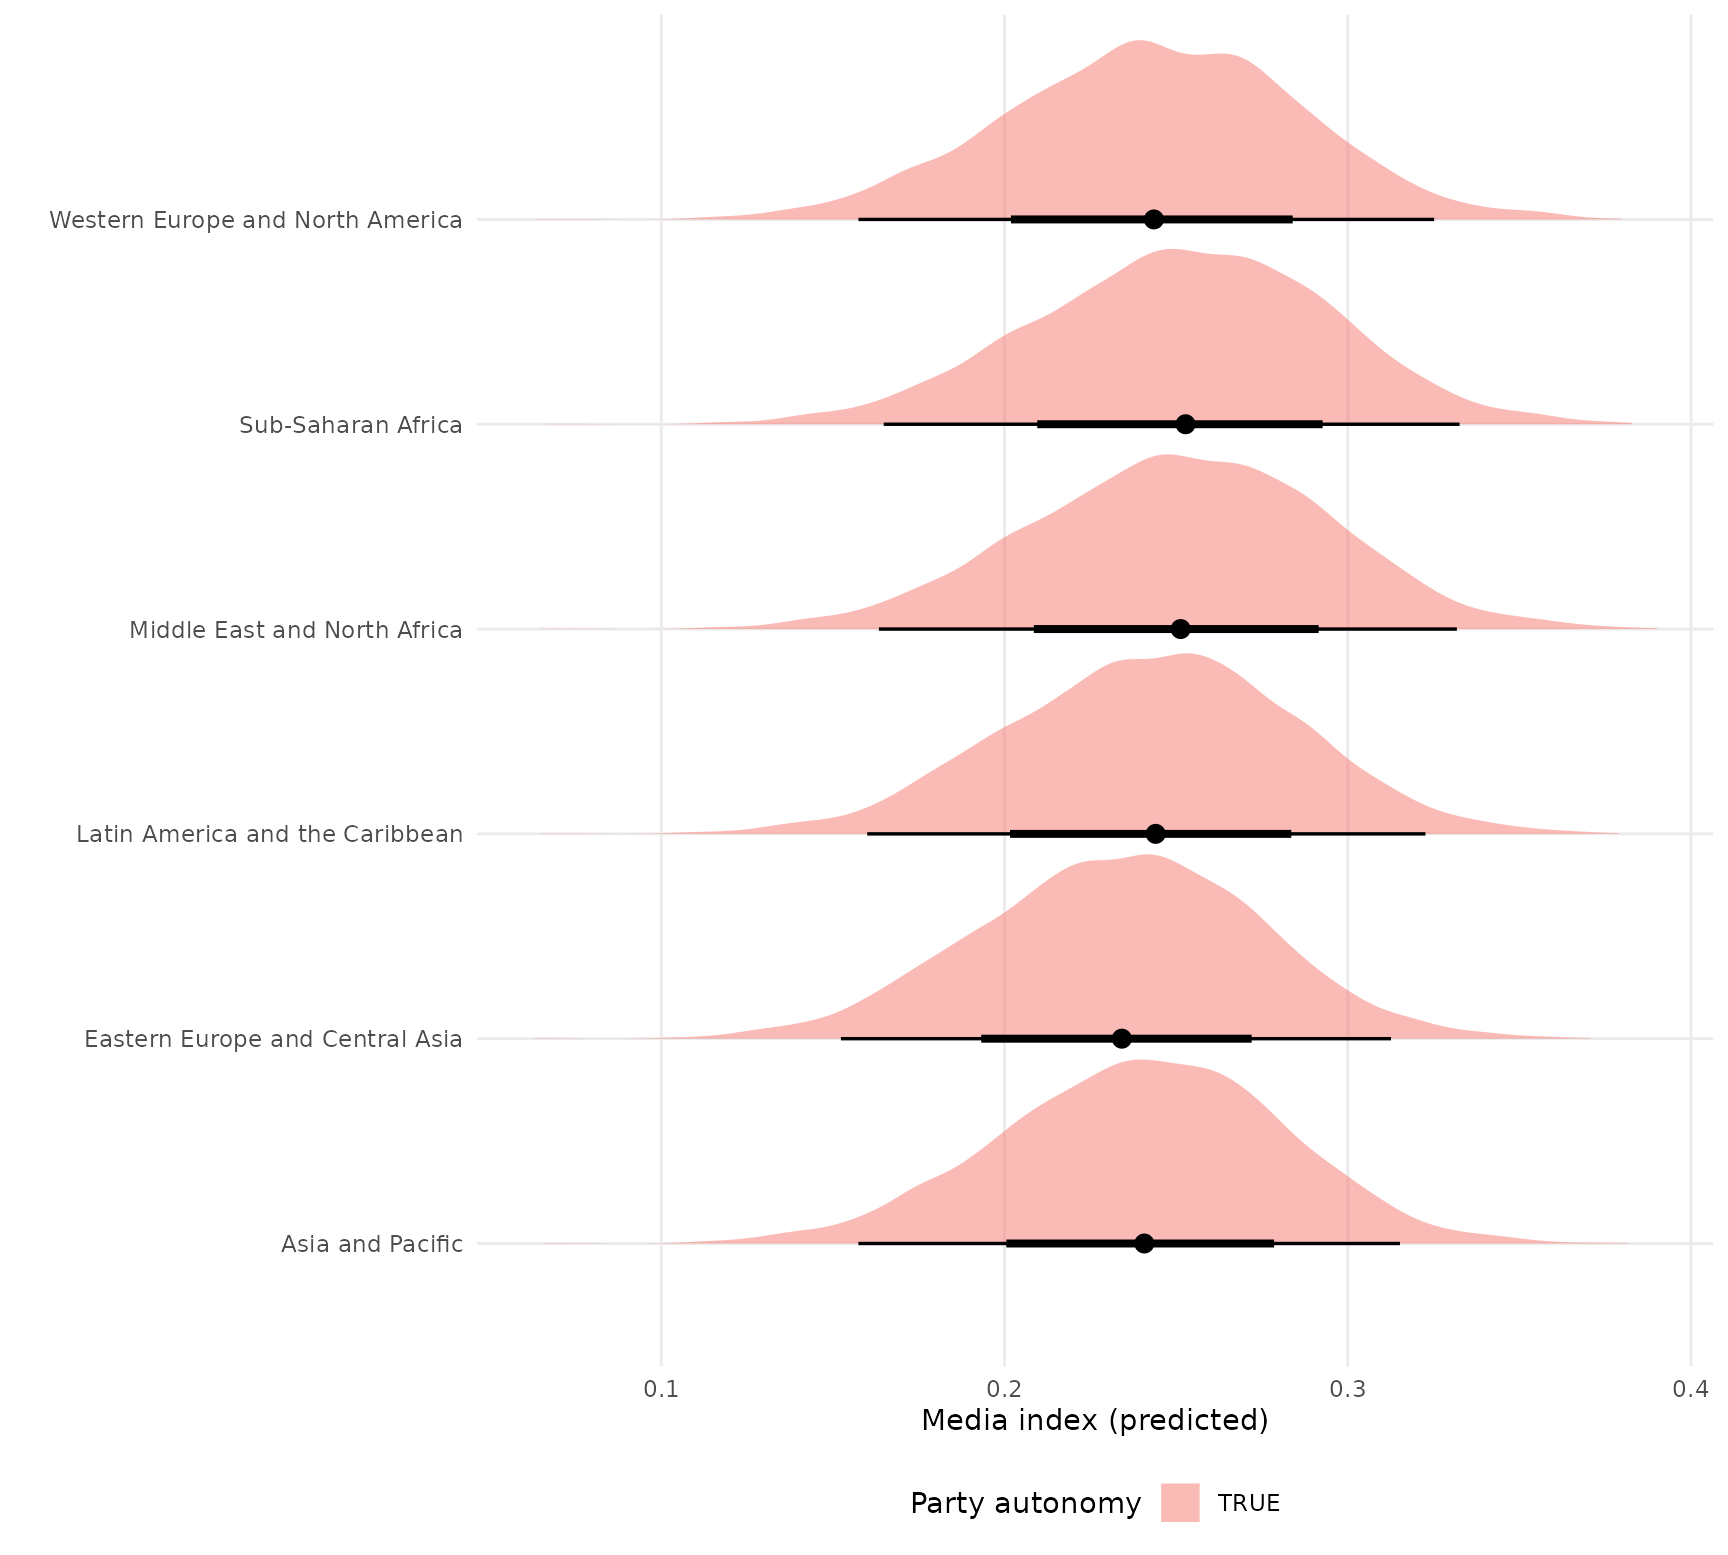 Western Europe and North America
Sub-Saharan Africa
Middle East and North Africa
Latin America and the Caribbean
Eastern Europe and Central Asia
Asia and Pacific
0.1 0.2 0.3 0.4
Media index (predicted)
Party autonomy TRUE